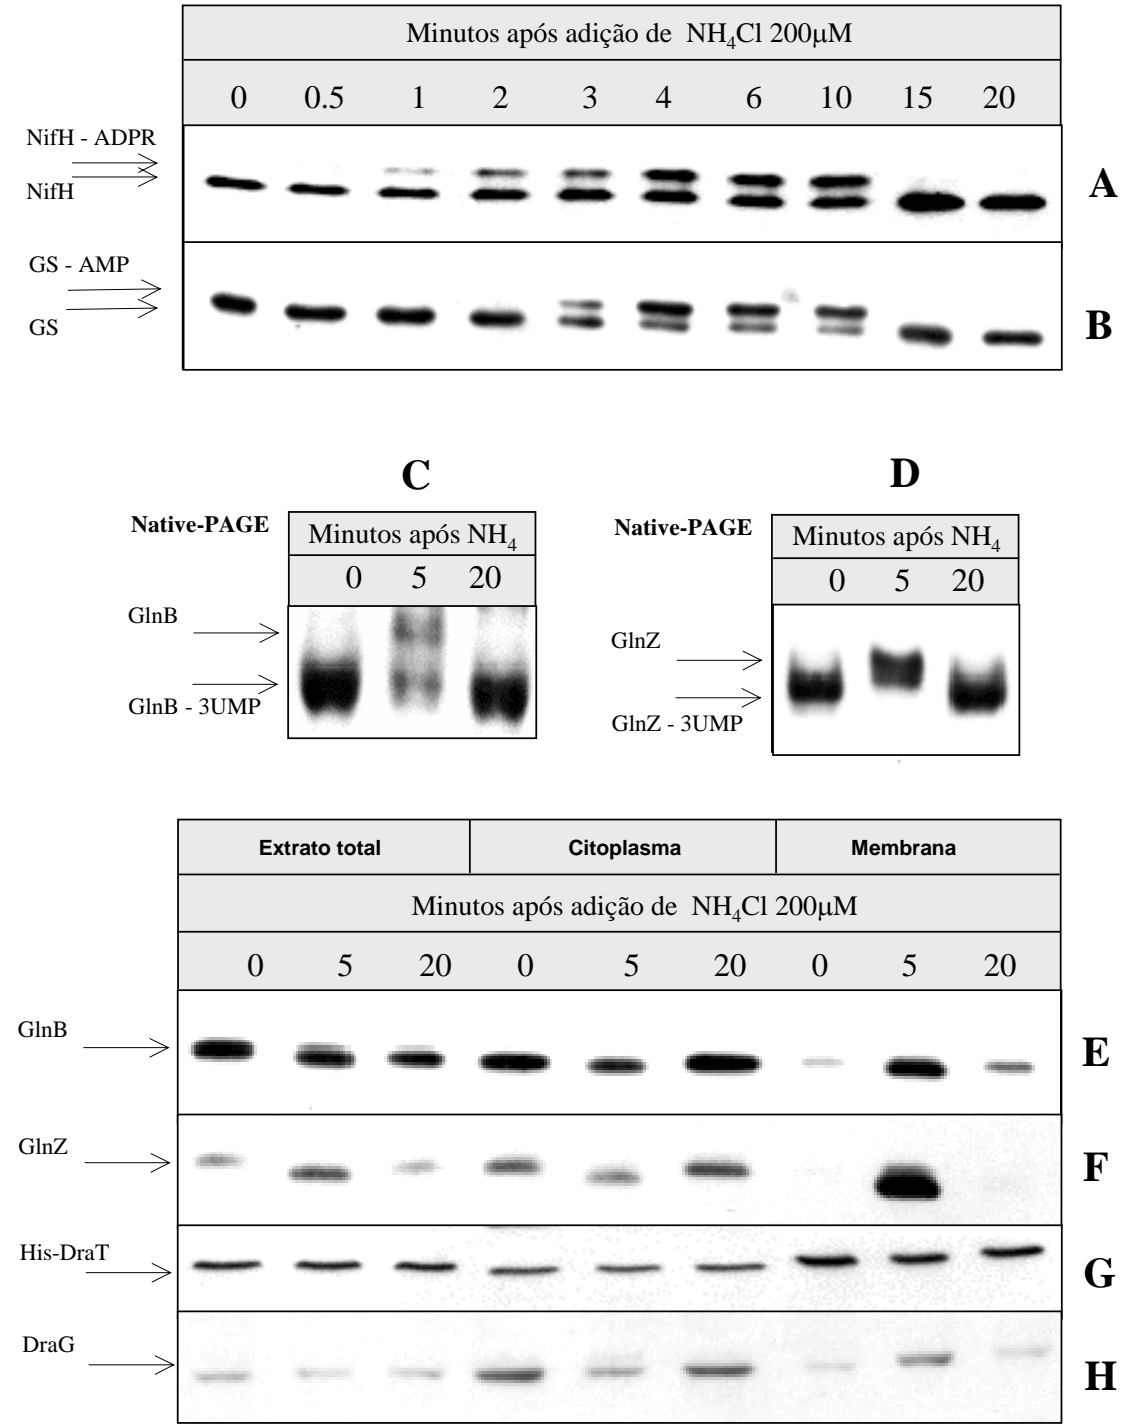 Minutos após adição de NH₄Cl 200μM
0 0.5 1 2 3 4 6 10 15 20
NifH - ADPR
NifH
A
GS - AMP
GS
B
C
Native-PAGE
Minutos após NH₄
0 5 20
GlnB
GlnB - 3UMP
D
Native-PAGE
Minutos após NH₄
0 5 20
GlnZ
GlnZ - 3UMP
Extrato total Citoplasma Membrana
Minutos após adição de NH₄Cl 200μM
0 5 20 0 5 20 0 5 20
GlnB
E
GlnZ
F
His-DraT
G
DraG
H